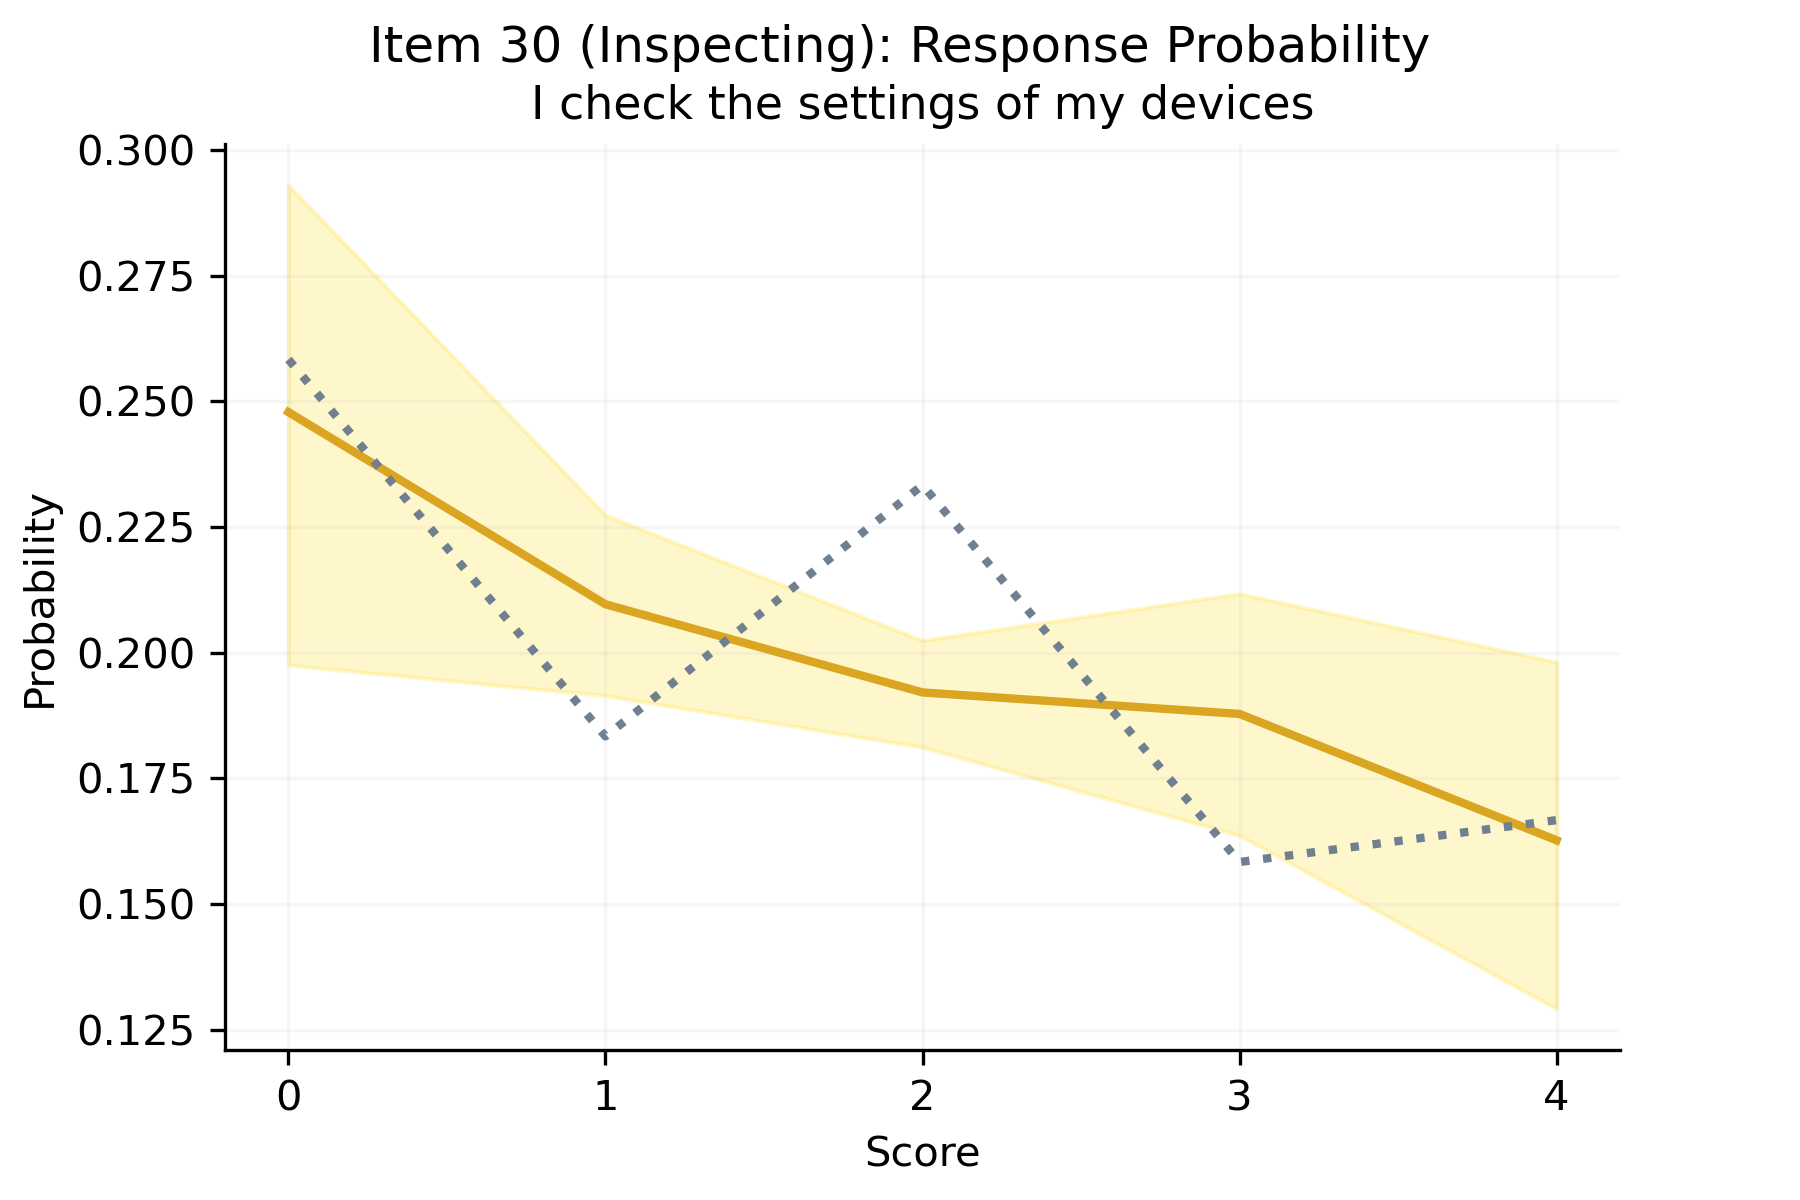 Item 30 (Inspecting): Response Probability
I check the settings of my devices
0.300
0.275
0.250
0.225
0.200
0.175
0.150
0.125
Probability
0 1 2 3 4
Score